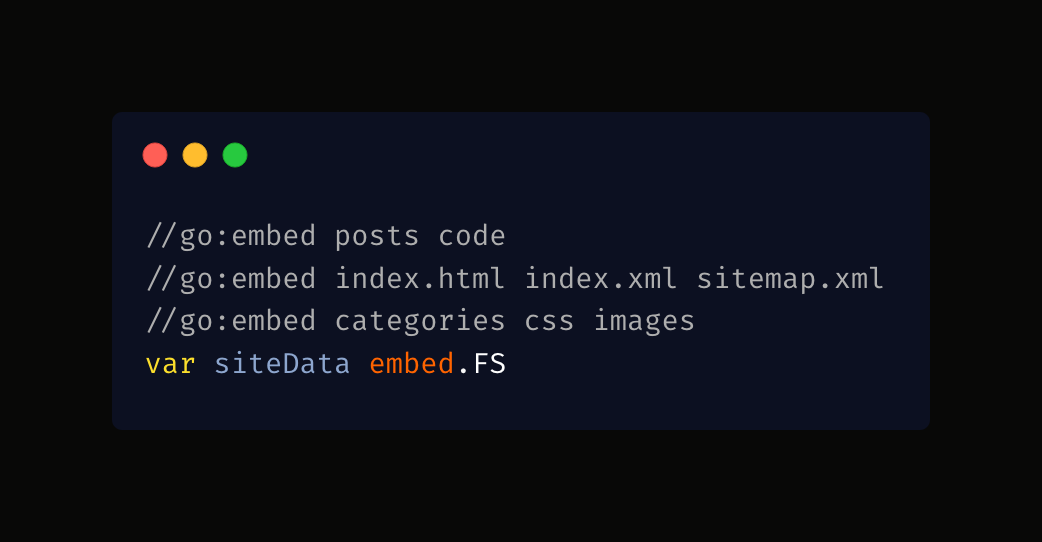 //go:embed posts code
//go:embed index.html index.xml sitemap.xml
//go:embed categories css images
var siteData embed.FS